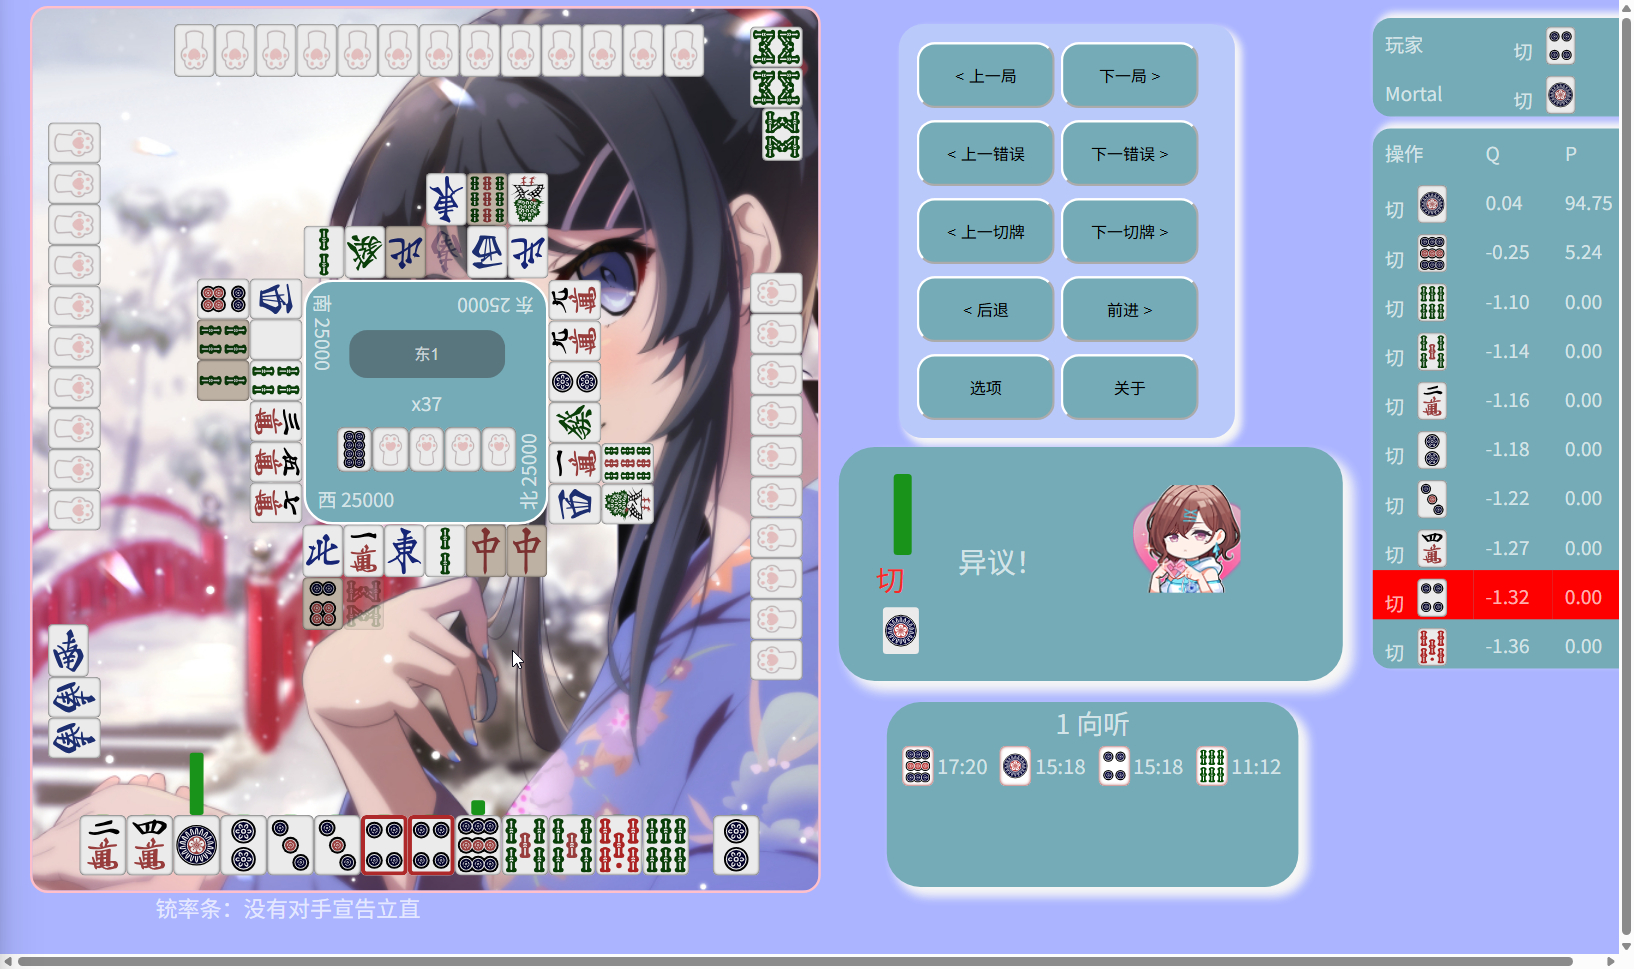 南 25000
东 25000
东1
x37
西 25000
北 25000
铳率条：没有对手宣告立直
< 上一局
下一局 >
< 上一错误
下一错误 >
< 上一切牌
下一切牌 >
< 后退
前进 >
选项
关于
切
异议！
1 向听
17:20
15:18
15:18
11:12
玩家 切
Mortal 切
操作 Q P
切 0.04 94.75
切 -0.25 5.24
切 -1.10 0.00
切 -1.14 0.00
切 -1.16 0.00
切 -1.18 0.00
切 -1.22 0.00
切 -1.27 0.00
切 -1.32 0.00
切 -1.36 0.00